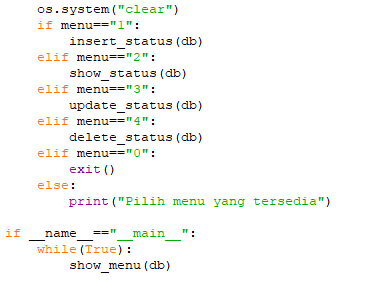 os.system("clear")
if menu=="1":
insert_status(db)
elif menu=="2":
show_status(db)
elif menu=="3":
update_status(db)
elif menu=="4":
delete_status(db)
elif menu=="0":
exit()
else:
print("Pilih menu yang tersedia")
if __name__=="__main__":
while(True):
show_menu(db)